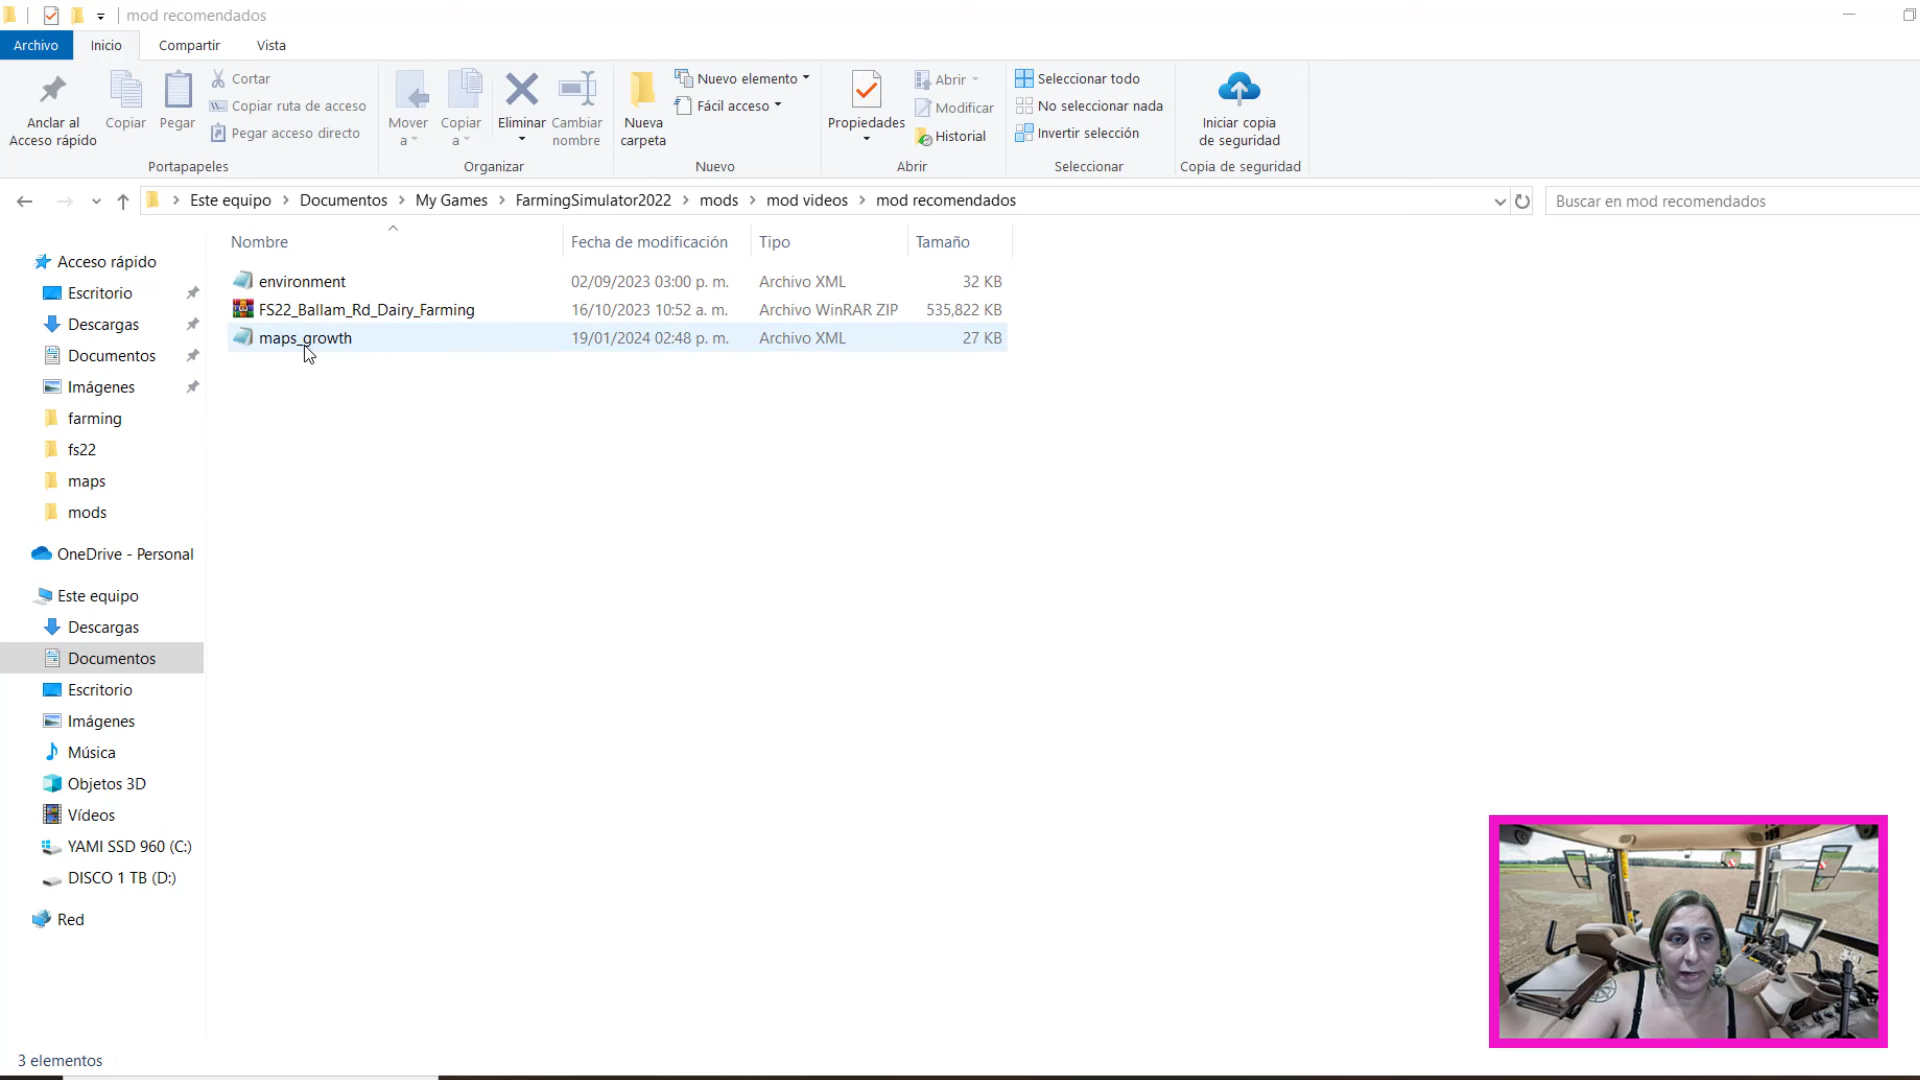 mod recomendados
Archivo Inicio Compartir Vista
Anclar al Acceso rápido
Copiar
Pegar
Cortar
Copiar ruta de acceso
Pegar acceso directo
Portapapeles
Mover a
Copiar a
Eliminar
Cambiar nombre
Organizar
Nueva carpeta
Nuevo elemento
Fácil acceso
Nuevo
Propiedades
Abrir
Modificar
Historial
Abrir
Seleccionar todo
No seleccionar nada
Invertir selección
Seleccionar
Iniciar copia de seguridad
Copia de seguridad
Este equipo > Documentos > My Games > FarmingSimulator2022 > mods > mod videos > mod recomendados
Buscar en mod recomendados
Nombre Fecha de modificación Tipo Tamaño
environment 02/09/2023 03:00 p. m. Archivo XML 32 KB
FS22_Ballam_Rd_Dairy_Farming 16/10/2023 10:52 a. m. Archivo WinRAR ZIP 535,822 KB
maps_growth 19/01/2024 02:48 p. m. Archivo XML 27 KB
Acceso rápido
Escritorio
Descargas
Documentos
Imágenes
farming
fs22
maps
mods
OneDrive - Personal
Este equipo
Descargas
Documentos
Escritorio
Imágenes
Música
Objetos 3D
Vídeos
YAMI SSD 960 (C:)
DISCO 1 TB (D:)
Red
3 elementos